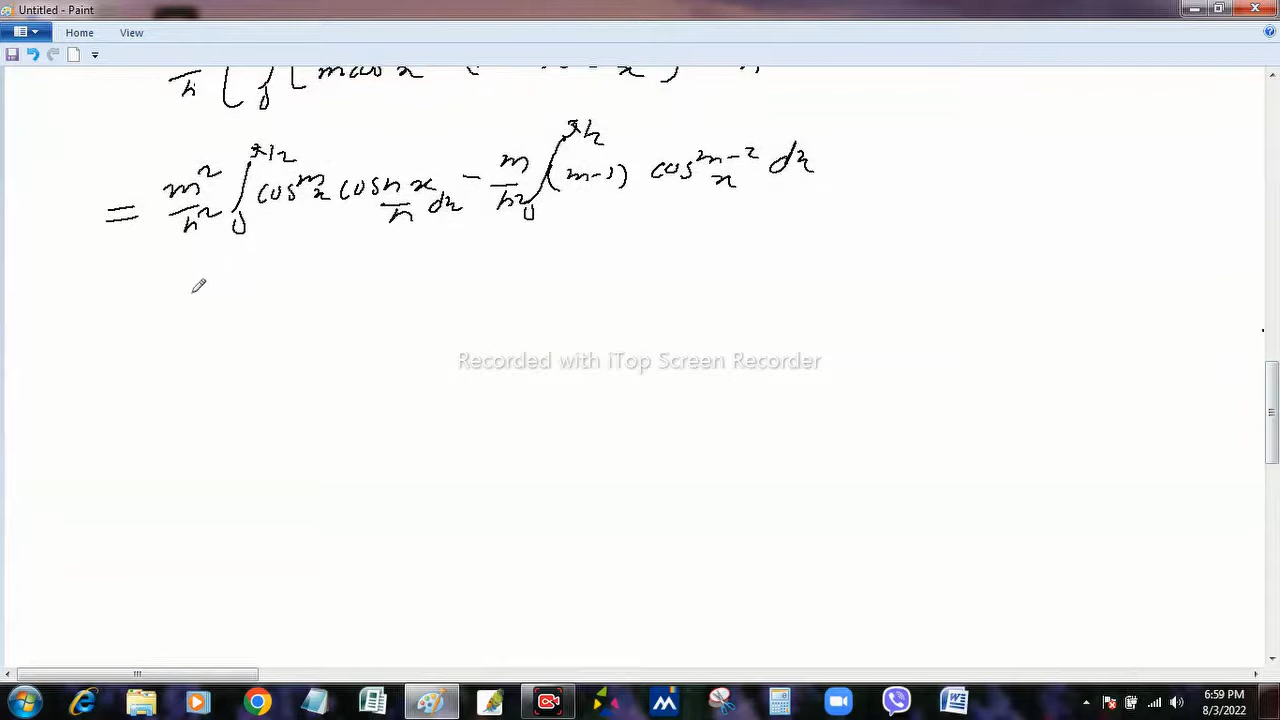 Untitled - Paint
Home View
= m²/n² ∫₀^π/2 cos^m x cos n x / n dx - m/n² ∫₀^π/2 (m-1) cos^m-2 x dx
Recorded with iTop Screen Recorder
6:59 PM
8/3/2022